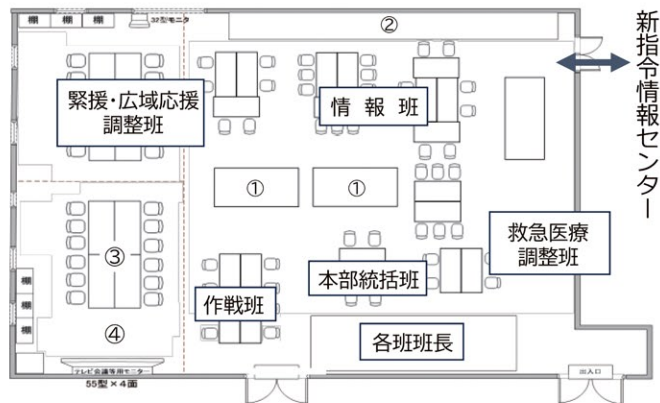 棚
棚
棚
32型モニタ
②
新指令情報センター
緊援・広域応援
調整班
情報班
①
①
③
救急医療
調整班
本部統括班
作戦班
棚
棚
棚
④
各班班長
テレビ会議等用モニター
55型×4面
出入口